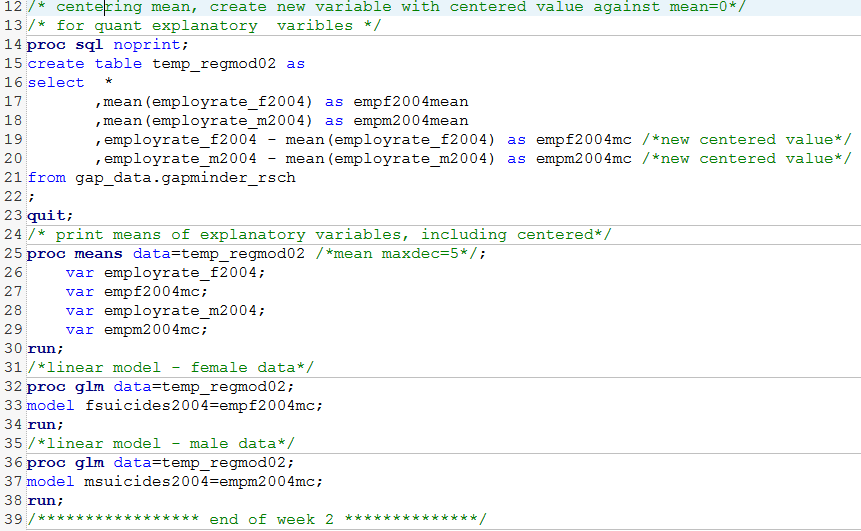 12 /* centering mean, create new variable with centered value against mean=0*/
13 /* for quant explanatory  varibles */
14 proc sql noprint;
15 create table temp_regmod02 as
16 select  *
17        ,mean(employrate_f2004) as empf2004mean
18        ,mean(employrate_m2004) as empm2004mean
19        ,employrate_f2004 - mean(employrate_f2004) as empf2004mc /*new centered value*/
20        ,employrate_m2004 - mean(employrate_m2004) as empm2004mc /*new centered value*/
21 from gap_data.gapminder_rsch
22 ;
23 quit;
24 /* print means of explanatory variables, including centered*/
25 proc means data=temp_regmod02 /*mean maxdec=5*/;
26     var employrate_f2004;
27     var empf2004mc;
28     var employrate_m2004;
29     var empm2004mc;
30 run;
31 /*linear model - female data*/
32 proc glm data=temp_regmod02;
33 model fsuicides2004=empf2004mc;
34 run;
35 /*linear model - male data*/
36 proc glm data=temp_regmod02;
37 model msuicides2004=empm2004mc;
38 run;
39 /***************** end of week 2 **************/